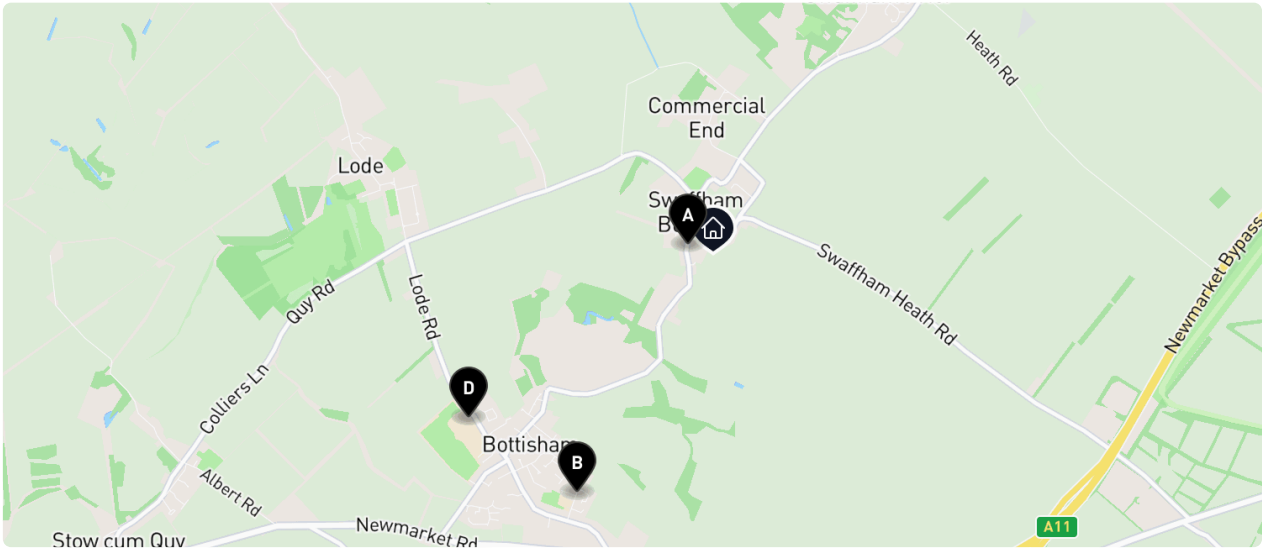 Heath Rd
Commercial
End
Lode
Swaffham
A
Newmarket Bypass
Swaffham Heath Rd
Quy Rd
Lode Rd
Colliers Ln
D
Bottisham
B
Albert Rd
Newmarket Rd
A11
Stow cum Quy